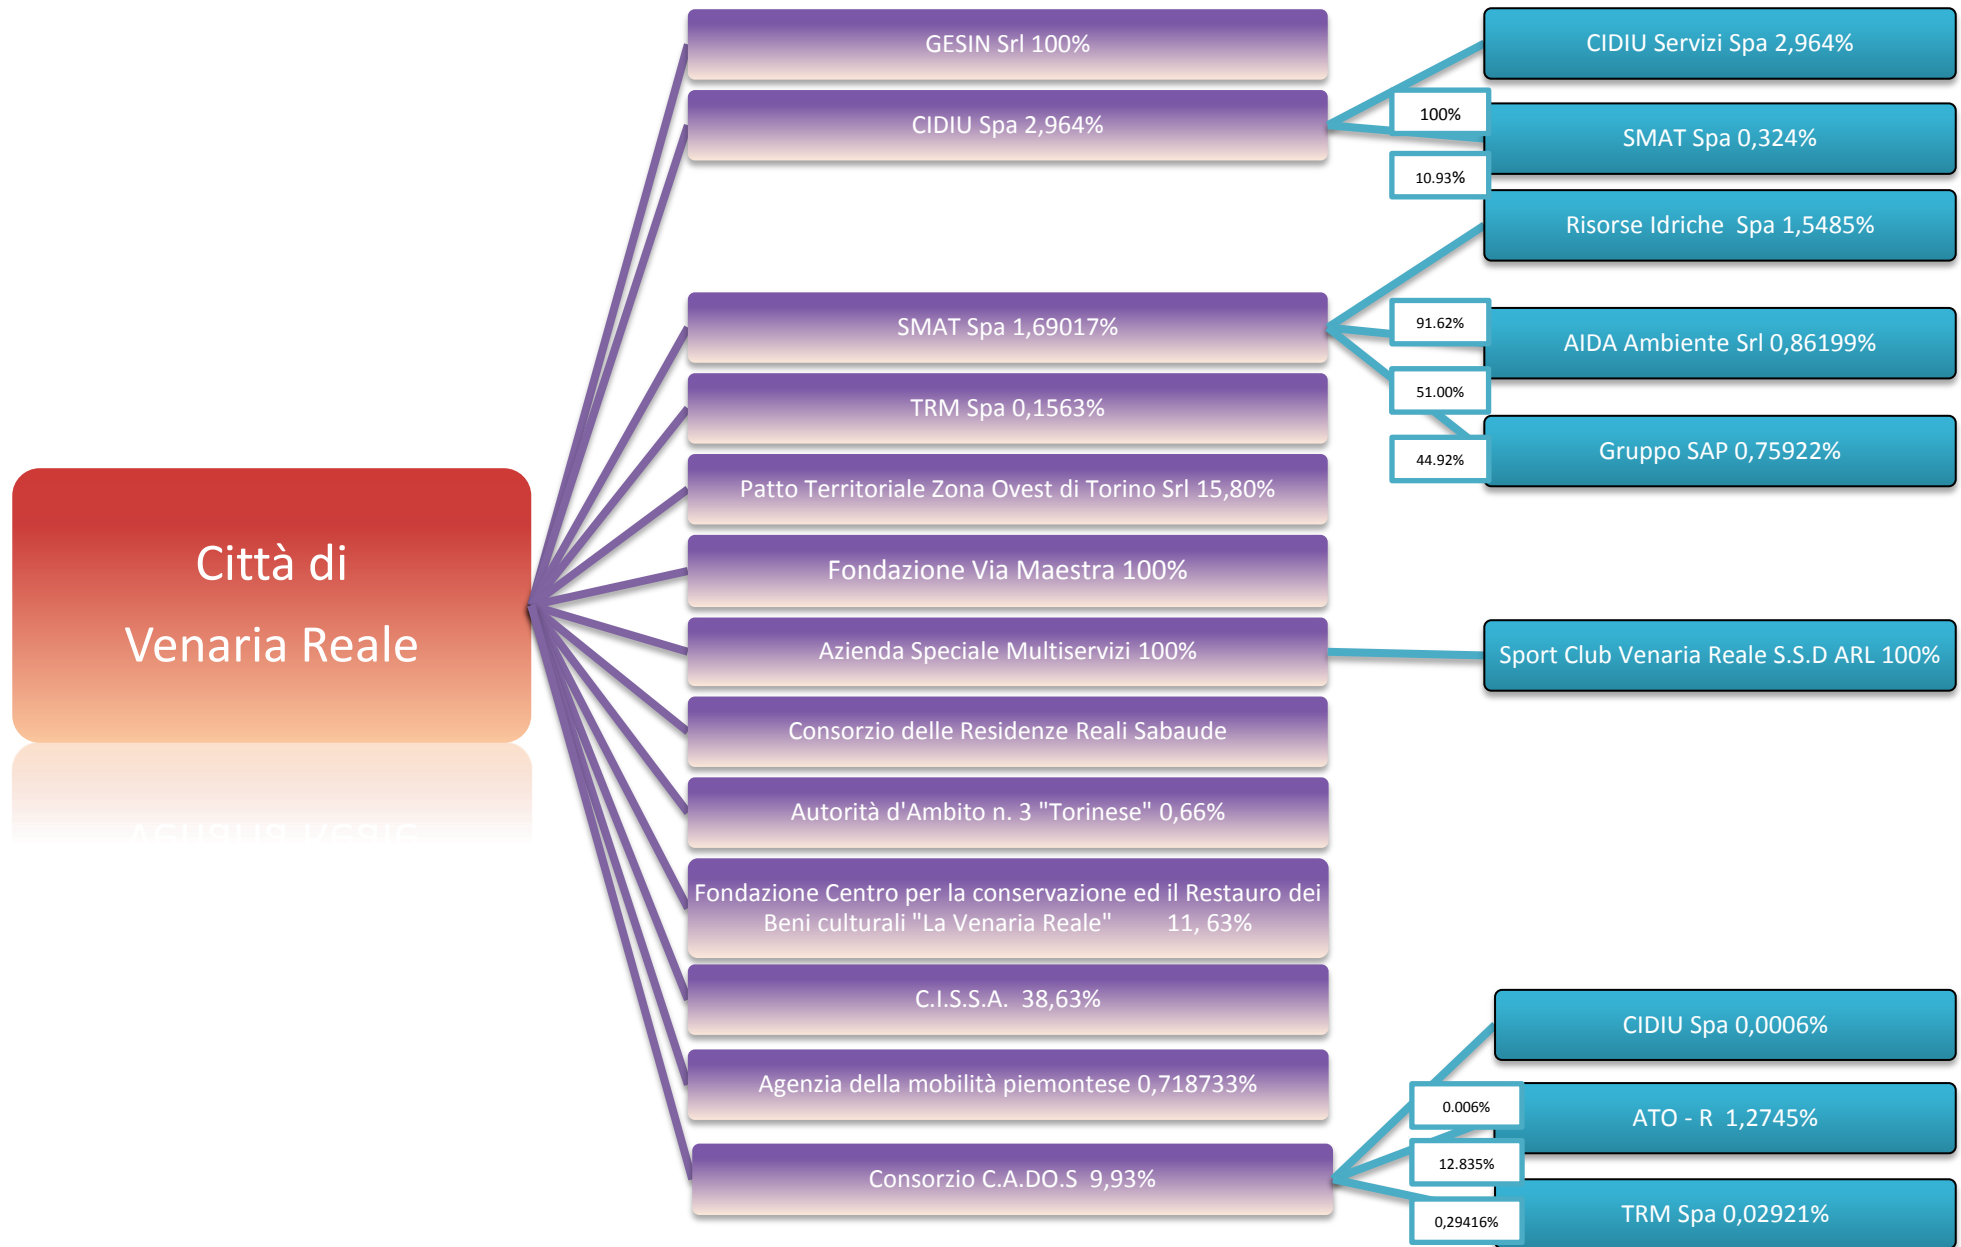 Città di
Venaria Reale
GESIN Srl 100%
CIDIU Spa 2,964%
SMAT Spa 1,69017%
TRM Spa 0,1563%
Patto Territoriale Zona Ovest di Torino Srl 15,80%
Fondazione Via Maestra 100%
Azienda Speciale Multiservizi 100%
Consorzio delle Residenze Reali Sabaude
Autorità d'Ambito n. 3 "Torinese" 0,66%
Fondazione Centro per la conservazione ed il Restauro dei
Beni culturali "La Venaria Reale" 11, 63%
C.I.S.S.A. 38,63%
Agenzia della mobilità piemontese 0,718733%
Consorzio C.A.DO.S 9,93%
100%
10.93%
91.62%
51.00%
44.92%
0.006%
12.835%
0,29416%
CIDIU Servizi Spa 2,964%
SMAT Spa 0,324%
Risorse Idriche Spa 1,5485%
AIDA Ambiente Srl 0,86199%
Gruppo SAP 0,75922%
Sport Club Venaria Reale S.S.D ARL 100%
CIDIU Spa 0,0006%
ATO - R 1,2745%
TRM Spa 0,02921%